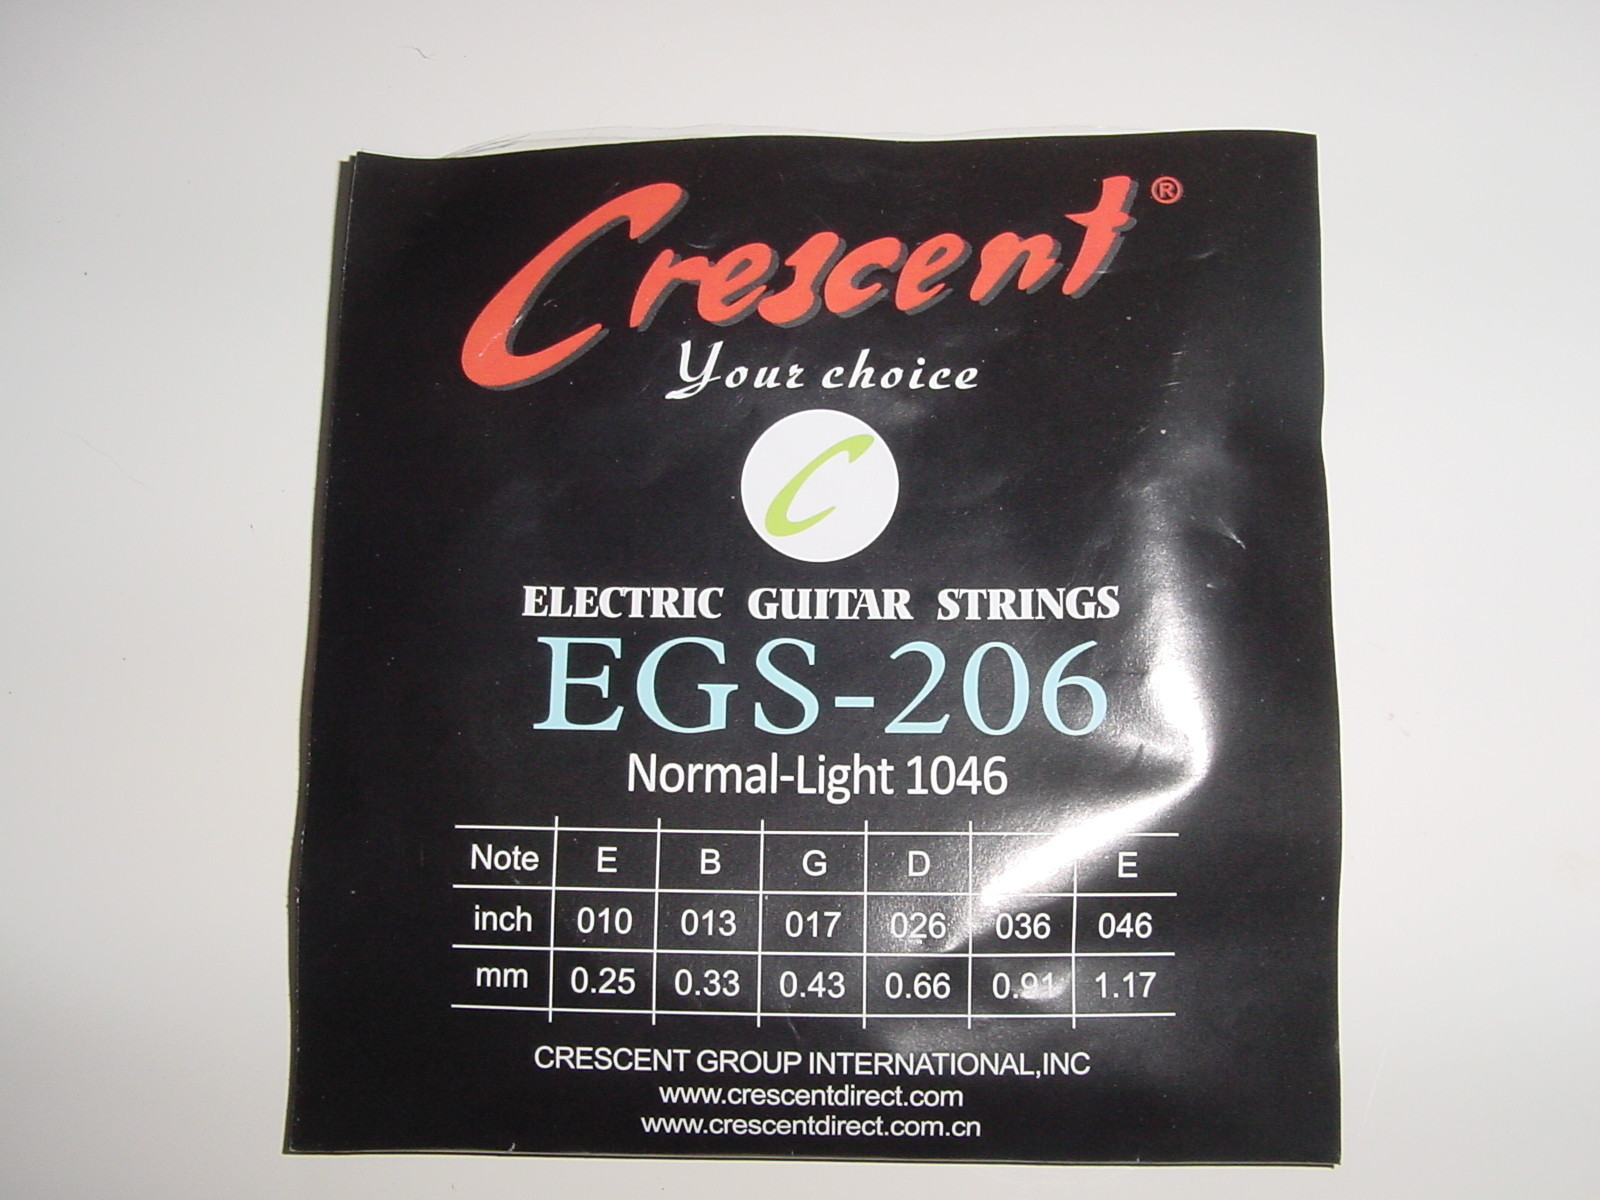 Crescent®
Your choice
C
ELECTRIC GUITAR STRINGS
EGS-206
Normal-Light 1046
Note E B G D E
inch 010 013 017 026 036 046
mm 0.25 0.33 0.43 0.66 0.91 1.17
CRESCENT GROUP INTERNATIONAL,INC
www.crescentdirect.com
www.crescentdirect.com.cn